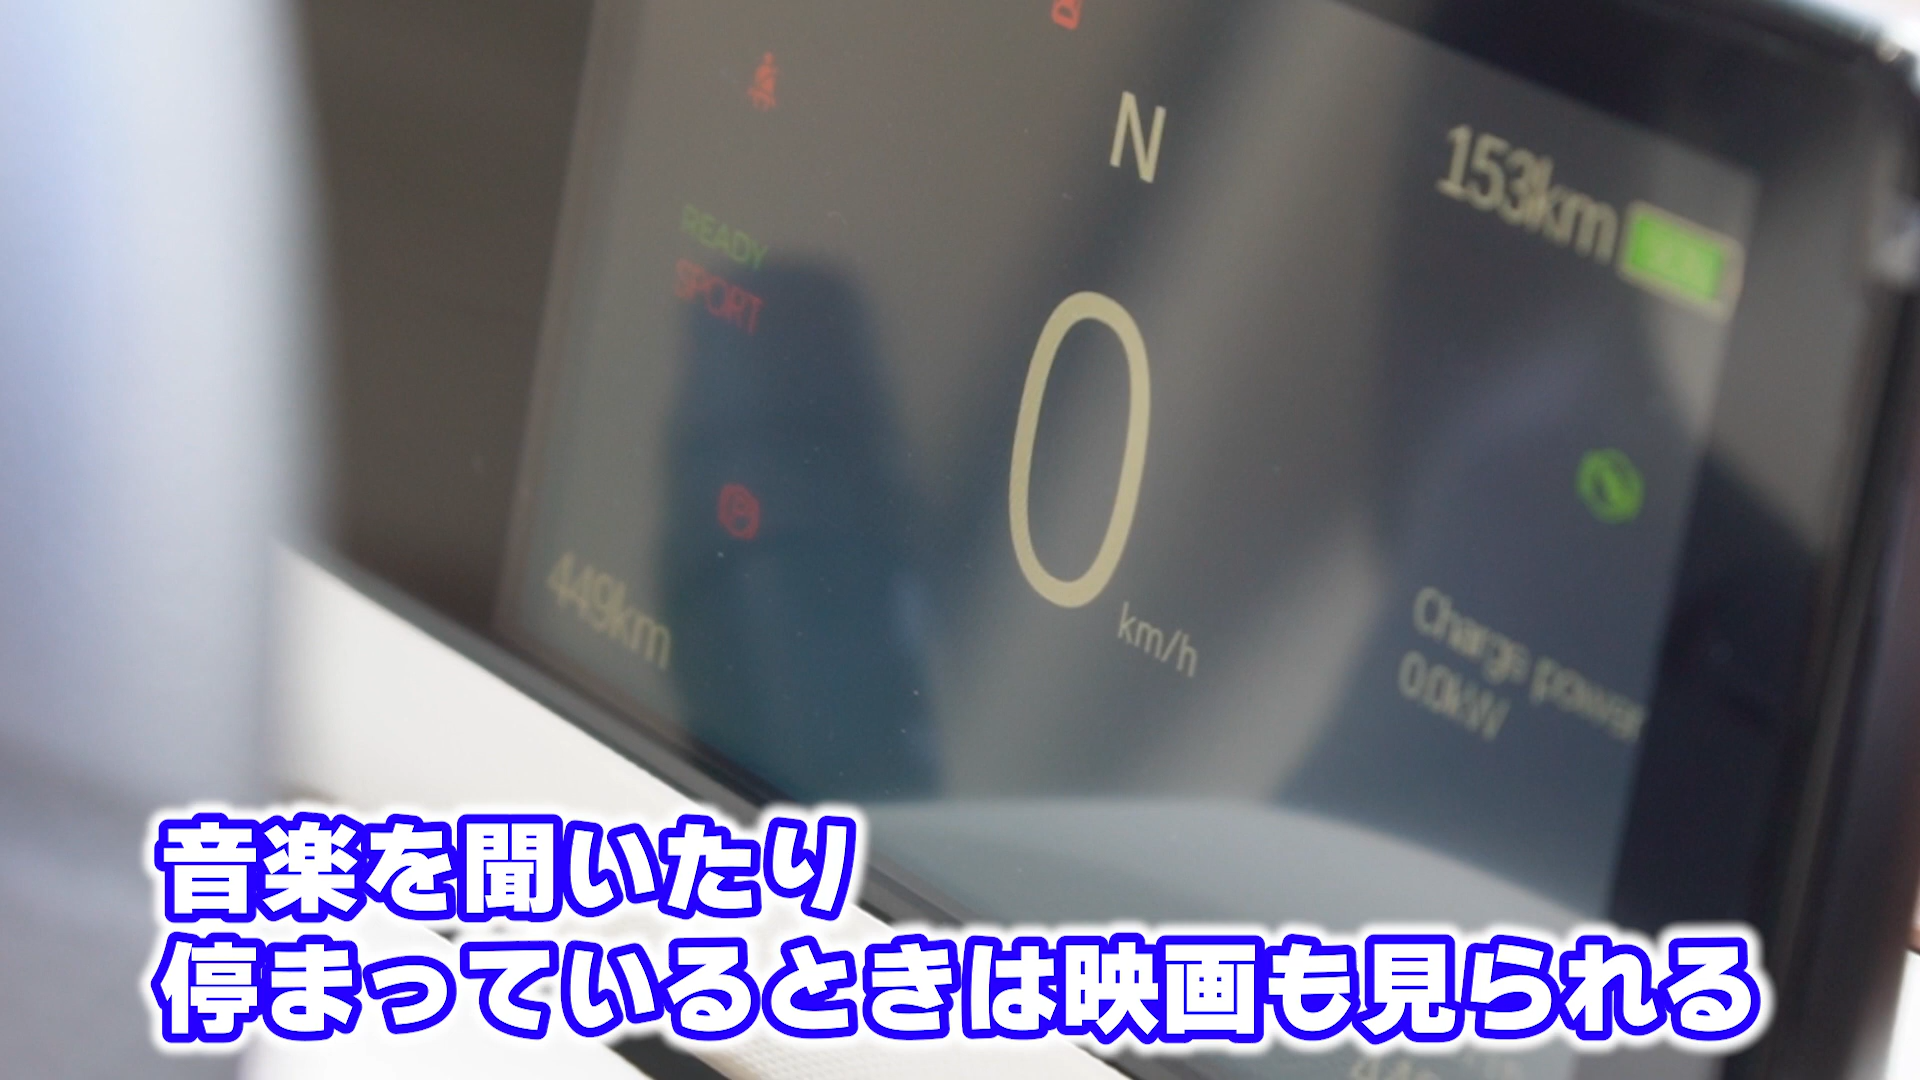 N
153km
READY
SPORT
0
km/h
449km
Charge power
0.0kW
音楽を聞いたり
停まっているときは映画も見られる